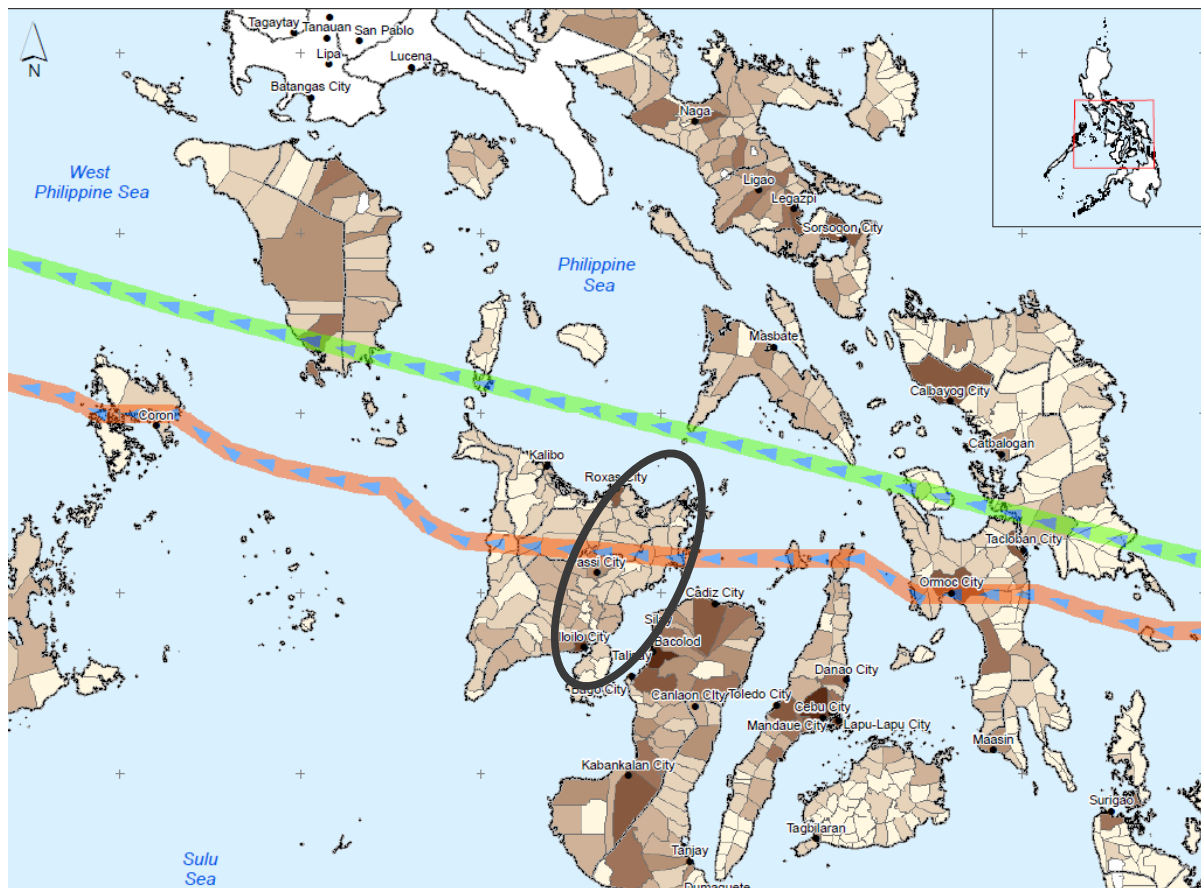 Tagaytay
Tanauan
San Pablo
N
Lipa
Lucena
Batangas City
Naga
West
Philippine Sea
Ligao
Legazpi
Sorsogon City
Philippine
Sea
Masbate
Calbayog City
Coron
Catbalogan
Kalibo
Roxas City
Tacloban City
assi City
Ormoc City
Cadiz City
Iloilo City
Bacolod
Danao City
Bago City
Canlaon City
Toledo City
Cebu City
Mandaue City
Lapu-Lapu City
Maasin
Kabankalan City
Surigao
Tagbilaran
Tanjay
Sulu
Sea
Dumaguete